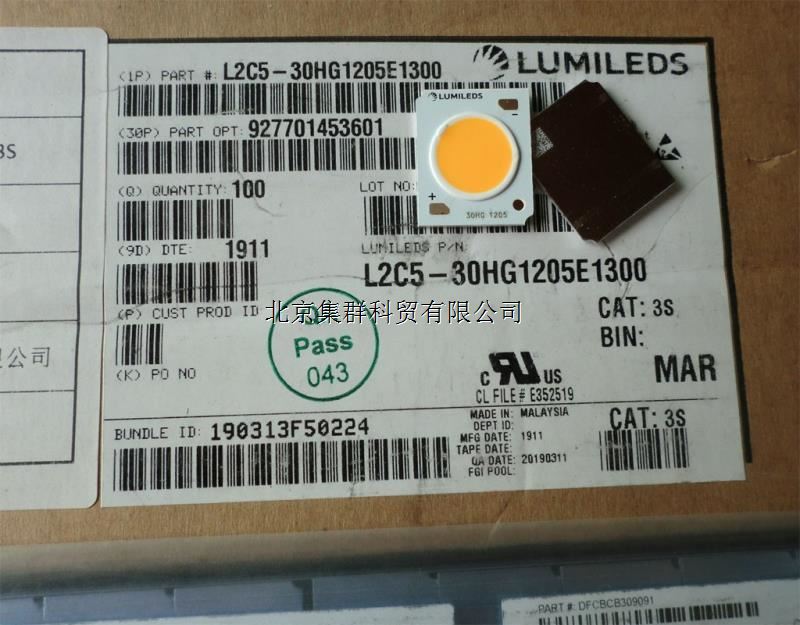 LUMILEDS
(1P) PART #: L2C5-30HG1205E1300
(30P) PART OPT: 927701453601
(Q) QUANTITY: 100
LOT NO:
LUMILEDS
30HG 1205
(9D) DTE: 1911
LUMILEDS P/N:
L2C5-30HG1205E1300
(P) CUST PROD ID
北京集群科贸有限公司
CAT: 3S
BIN:
MAR
Pass
043
(K) PO NO
C US
CL FILE# E352519
BUNDLE ID: 190313F50224
MADE IN: MALAYSIA
DEPT ID:
MFG DATE: 1911
TAPE DATE:
QA DATE: 20190311
FGI POOL:
CAT: 3S
公司
PART #: DFCBCB309091